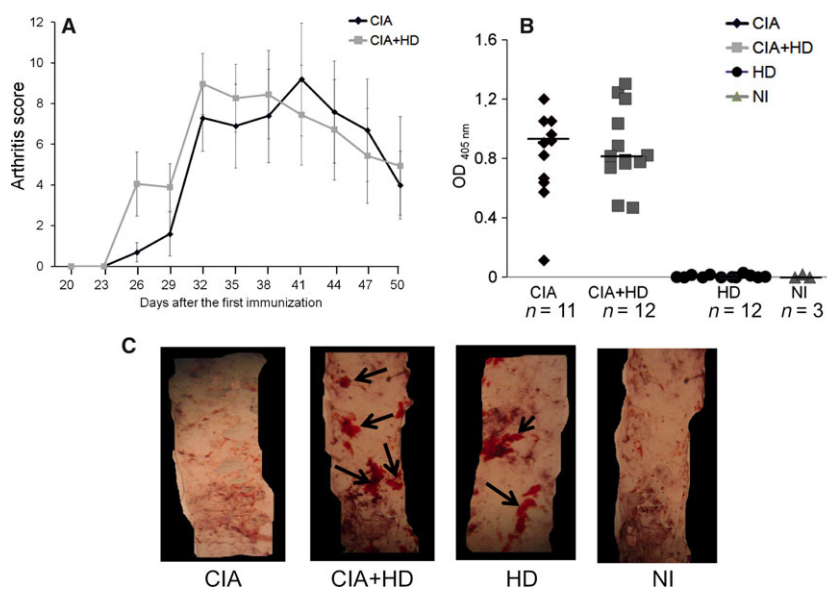 A
CIA
CIA+HD
Arthritis score
12
10
8
6
4
2
0
20 23 26 29 32 35 38 41 44 47 50
Days after the first immunization
B
CIA
CIA+HD
HD
NI
OD 405 nm
1.6
1.2
0.8
0.4
0
CIA CIA+HD HD NI
n = 11 n = 12 n = 12 n = 3
C
CIA CIA+HD HD NI